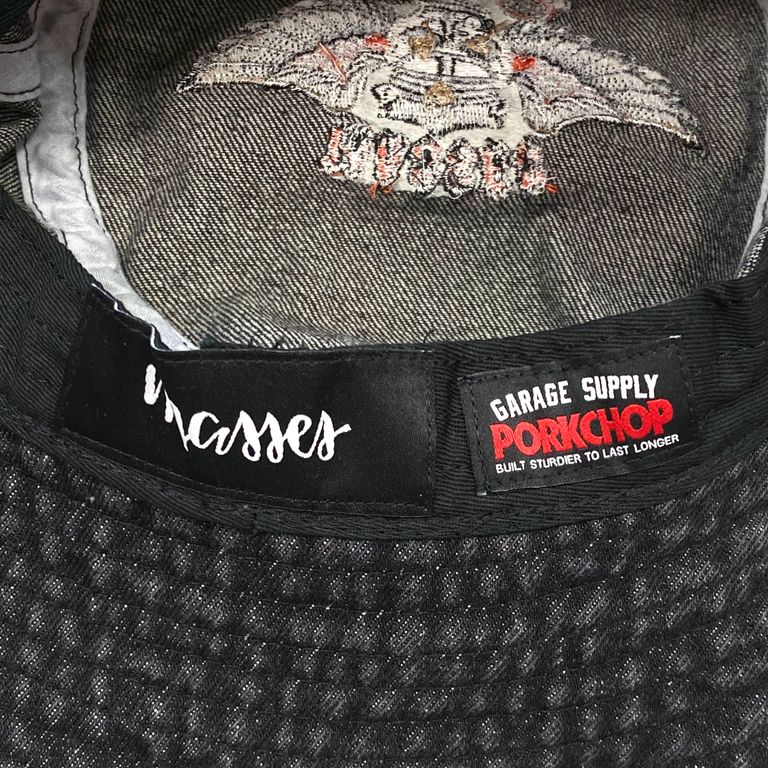 masses
GARAGE SUPPLY
PORKCHOP
BUILT STURDIER TO LAST LONGER